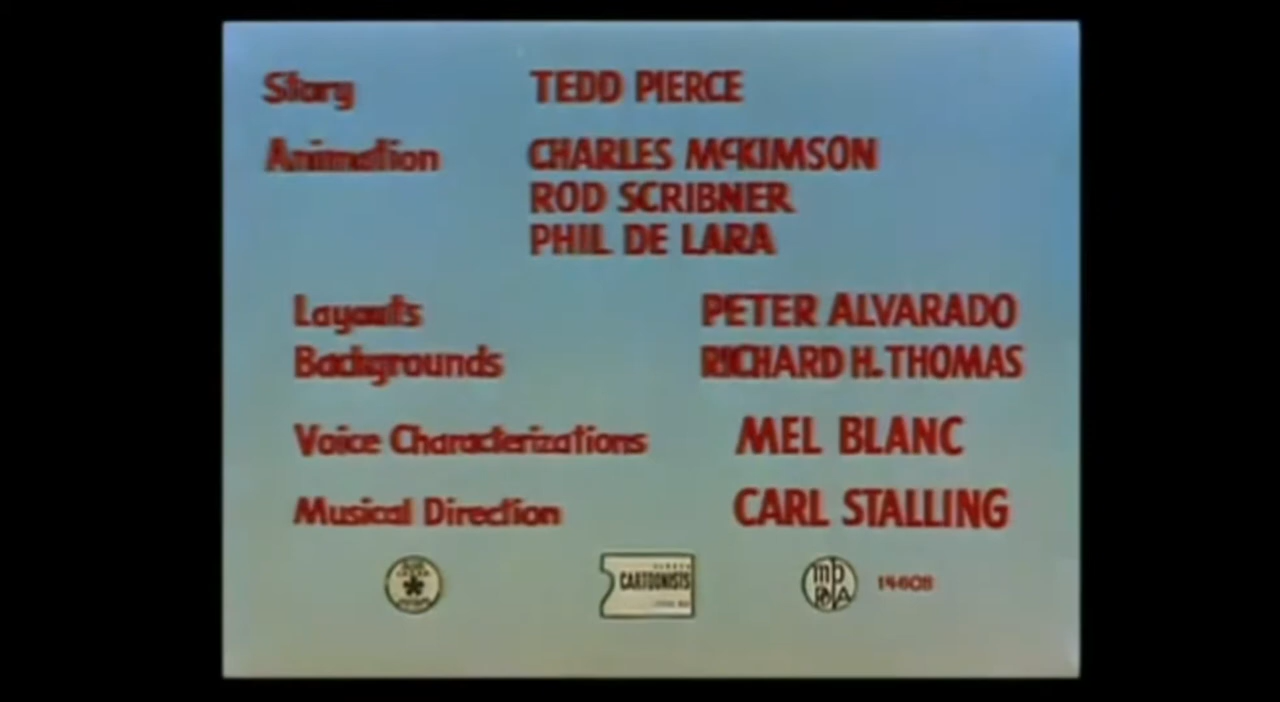 Story TEDD PIERCE
Animation CHARLES McKIMSON
ROD SCRIBNER
PHIL DE LARA
Layouts PETER ALVARADO
Backgrounds RICHARD H. THOMAS
Voice Characterizations MEL BLANC
Musical Direction CARL STALLING
CARTOONISTS
14608